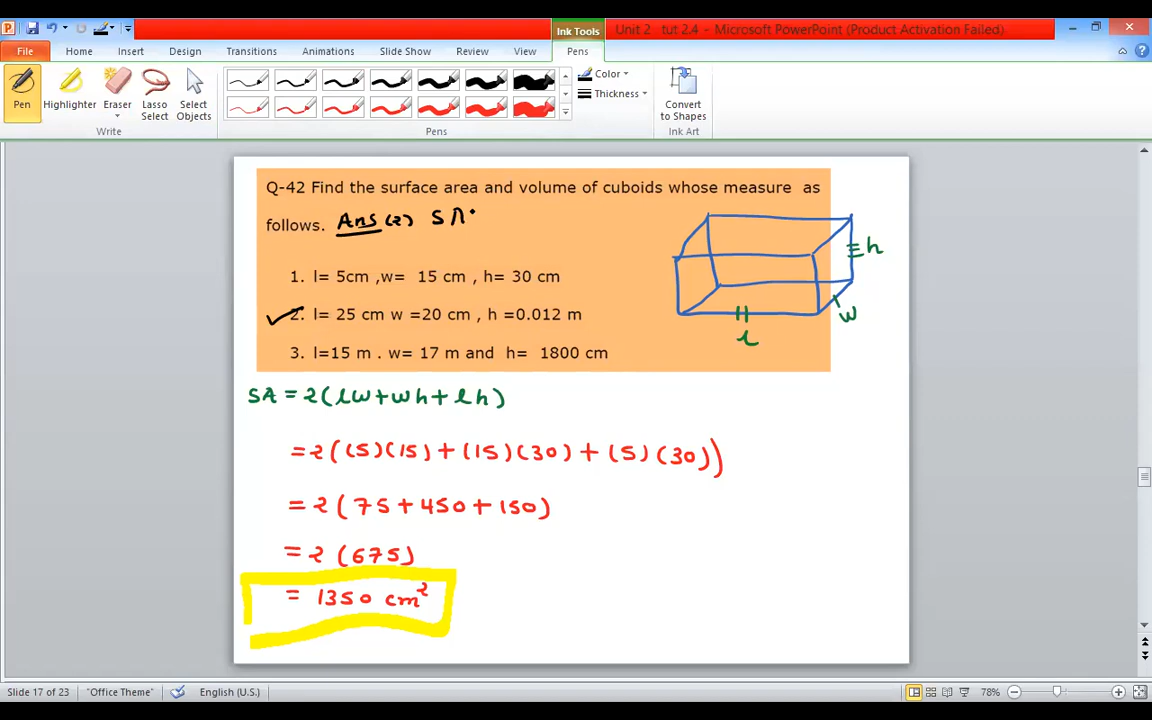 Ink Tools
Unit 2 tut 2.4 - Microsoft PowerPoint (Product Activation Failed)
File Home Insert Design Transitions Animations Slide Show Review View Pens
Pen Highlighter Eraser Lasso Select Select Objects
Color
Thickness
Convert to Shapes
Write Pens Ink Art
Q-42 Find the surface area and volume of cuboids whose measure as
follows. Ans (2) SA
1. l= 5cm ,w= 15 cm , h= 30 cm
2. l= 25 cm w =20 cm , h =0.012 m
3. l=15 m . w= 17 m and h= 1800 cm
h
w
l
SA = 2(lw+wh+lh)
=2((5)(15)+(15)(30)+(5)(30))
=2(75+450+150)
=2(675)
= 1350 cm²
Slide 17 of 23 "Office Theme" English (U.S.) 78%